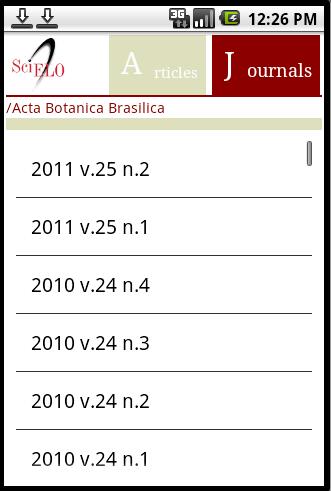 3G 12:26 PM
SciELO Articles Journals
/Acta Botanica Brasilica
2011 v.25 n.2
2011 v.25 n.1
2010 v.24 n.4
2010 v.24 n.3
2010 v.24 n.2
2010 v.24 n.1